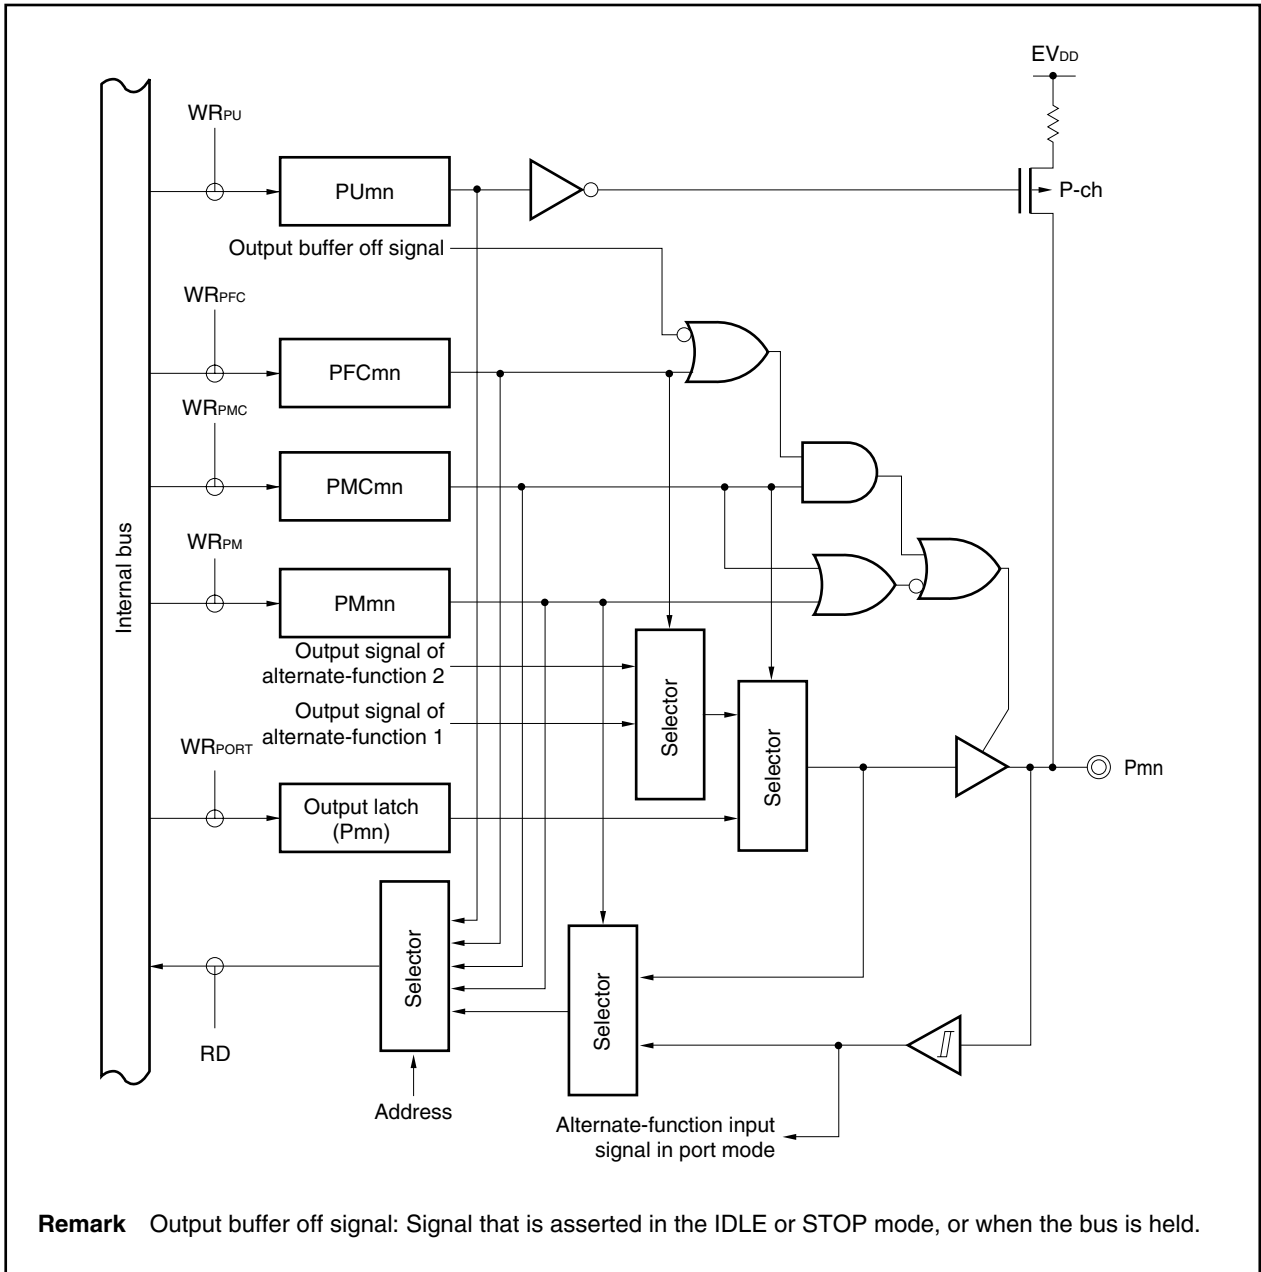 EVDD
WRPU
PUmn
P-ch
Output buffer off signal
WRPFC
PFCmn
WRPMC
PMCmn
Internal bus
WRPM
PMmn
Output signal of
alternate-function 2
Selector
Output signal of
alternate-function 1
Selector
WRPORT
Pmn
Output latch
(Pmn)
Selector
Selector
RD
Address
Alternate-function input
signal in port mode
Remark Output buffer off signal: Signal that is asserted in the IDLE or STOP mode, or when the bus is held.